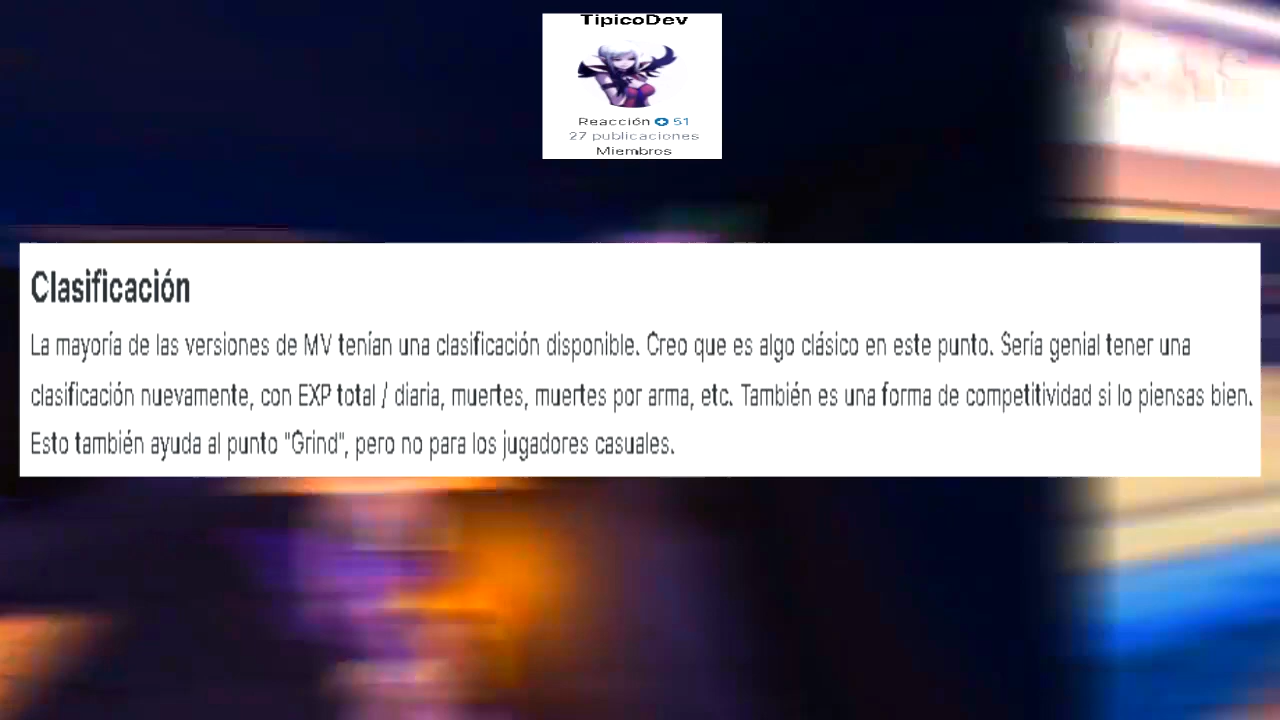 TipicoDev
Reacción 51
27 publicaciones
Miembros
Clasificación
La mayoría de las versiones de MV tenían una clasificación disponible. Creo que es algo clásico en este punto. Sería genial tener una
clasificación nuevamente, con EXP total / diaria, muertes, muertes por arma, etc. También es una forma de competitividad si lo piensas bien.
Esto también ayuda al punto "Grind", pero no para los jugadores casuales.